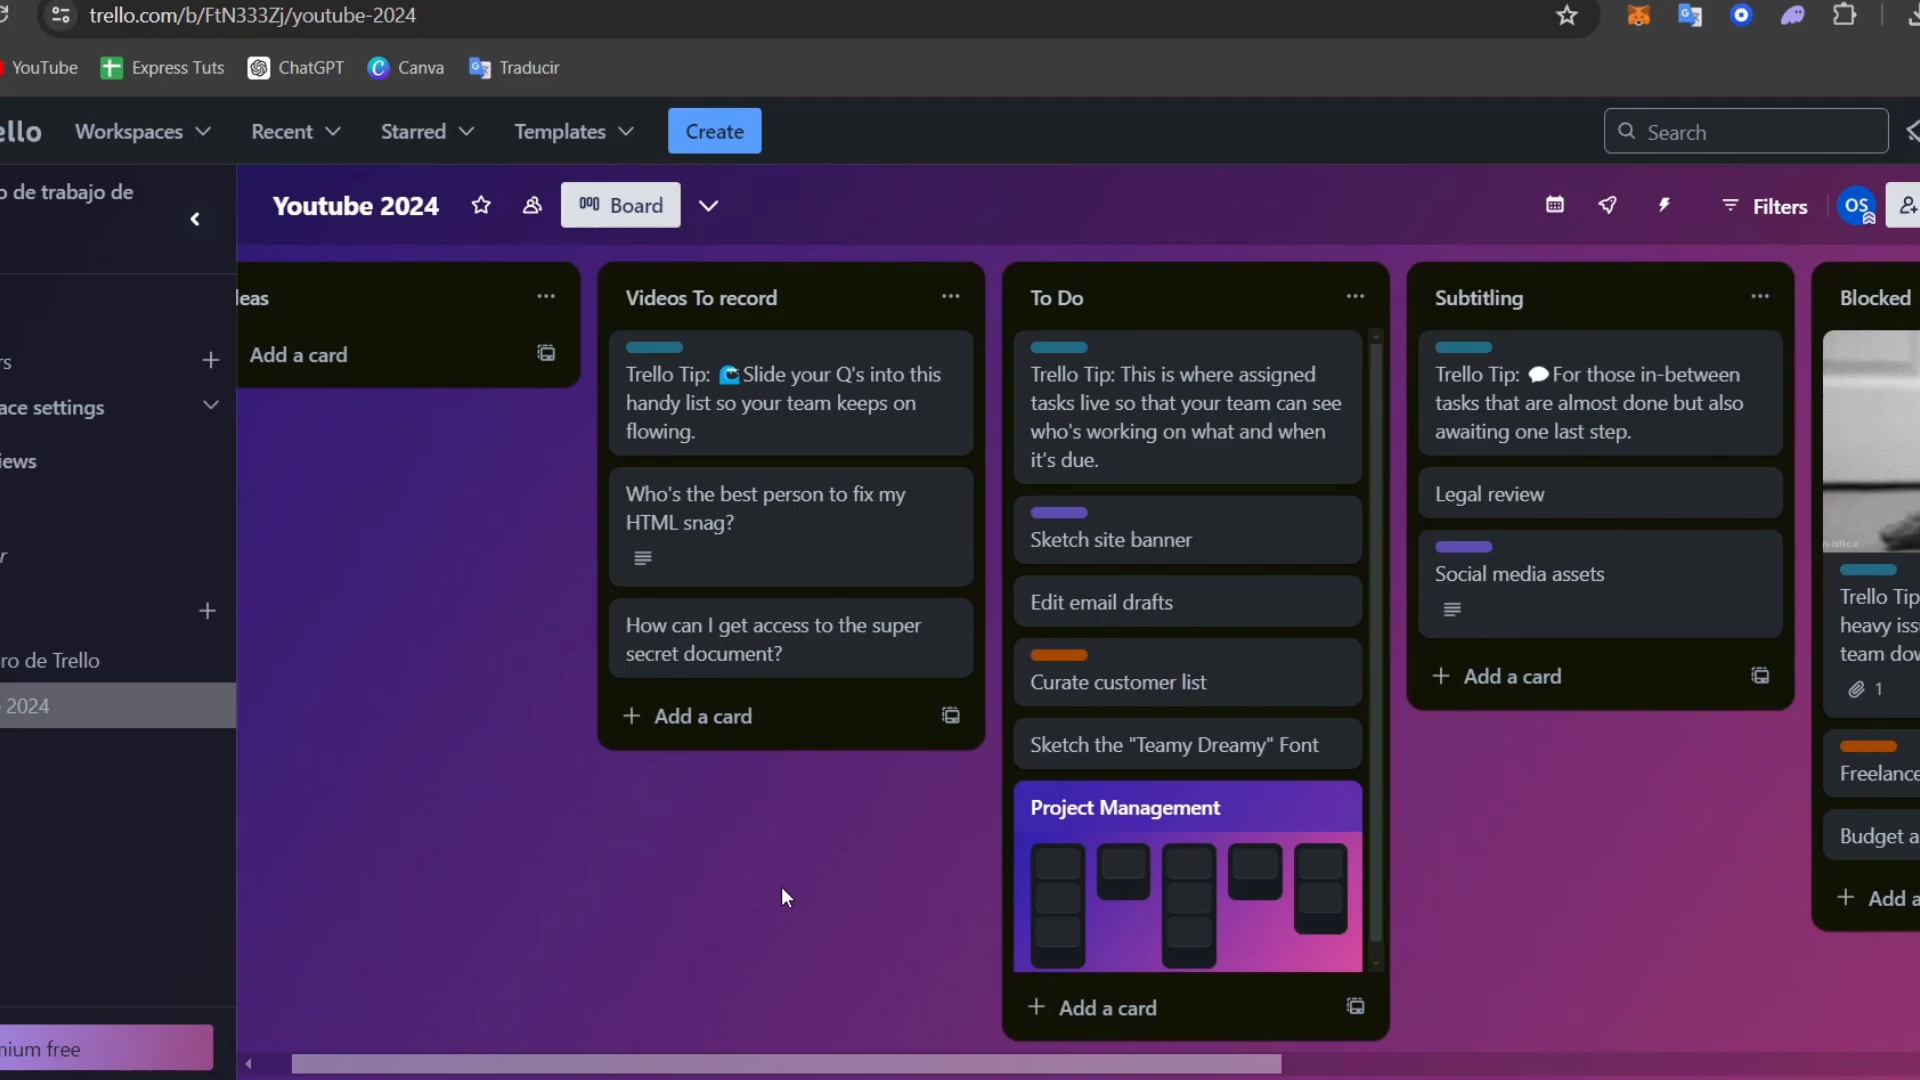 trello.com/b/FtN333Zj/youtube-2024
YouTube
Express Tuts
ChatGPT
Canva
Traducir
ello
Workspaces
Recent
Starred
Templates
Create
Search
o de trabajo de
Youtube 2024
Board
Filters
OS
deas
Add a card
rs
ace settings
iews
r
ro de Trello
2024
mium free
Videos To record
Trello Tip: 🌊Slide your Q's into this
handy list so your team keeps on
flowing.
Who's the best person to fix my
HTML snag?
How can I get access to the super
secret document?
+ Add a card
To Do
Trello Tip: This is where assigned
tasks live so that your team can see
who's working on what and when
it's due.
Sketch site banner
Edit email drafts
Curate customer list
Sketch the "Teamy Dreamy" Font
Project Management
+ Add a card
Subtitling
Trello Tip: 💬For those in-between
tasks that are almost done but also
awaiting one last step.
Legal review
Social media assets
+ Add a card
Blocked
Trello Tip
heavy iss
team dow
1
Freelance
Budget a
+ Add a